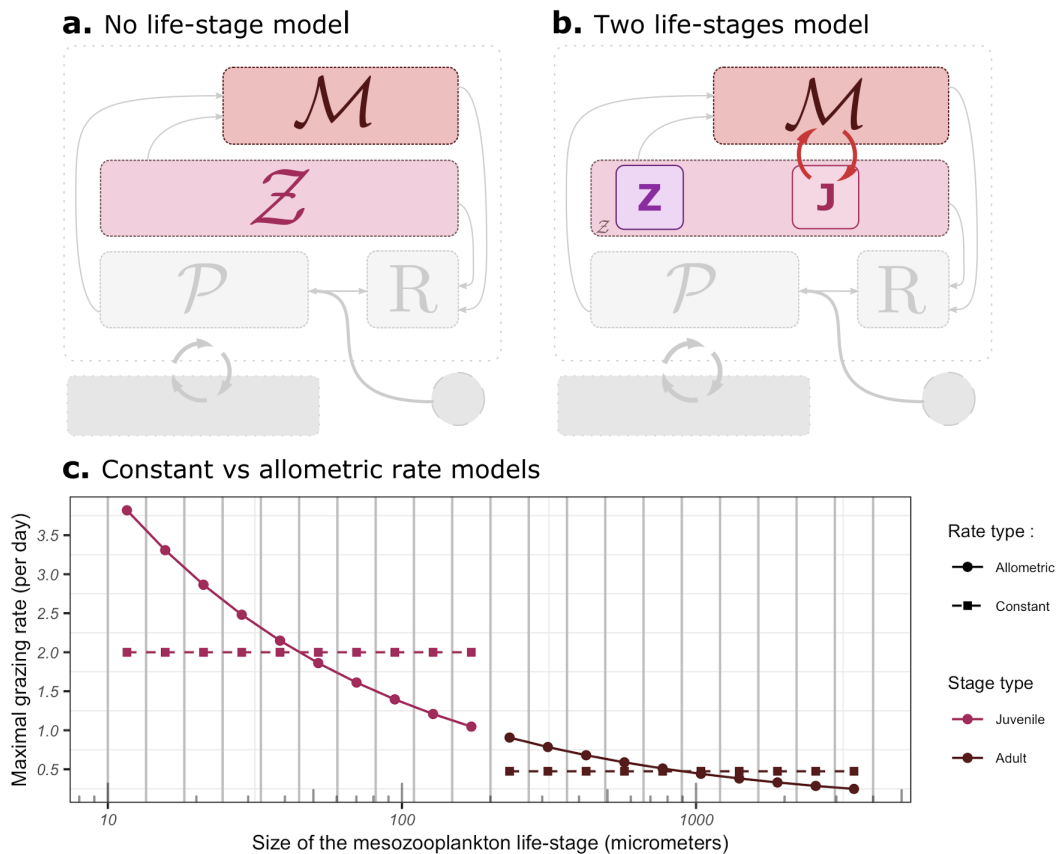 a. No life-stage model
b. Two life-stages model
ℳ
ℳ
𝒵
Z
J
𝒵
𝒫
R
𝒫
R
c. Constant vs allometric rate models
Maximal grazing rate (per day)
3.5
3.0
2.5
2.0
1.5
1.0
0.5
10
100
1000
Size of the mesozooplankton life-stage (micrometers)
Rate type :
Allometric
Constant
Stage type
Juvenile
Adult